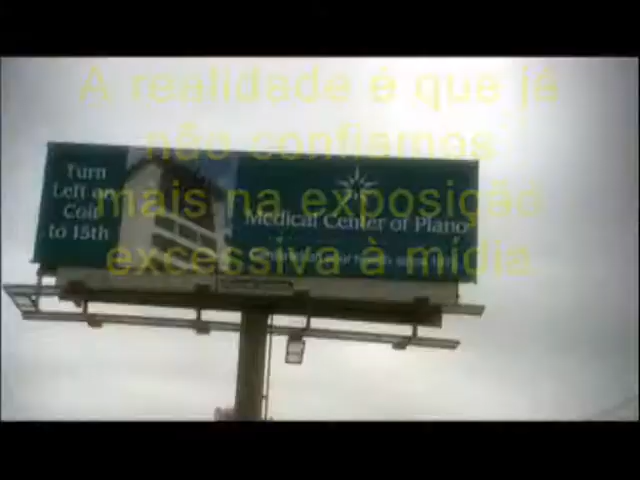 A realidade é que já
não confiamos
mais na exposição
excessiva à mídia
Turn
Left on
Coit
to 15th
Medical Center of Plano